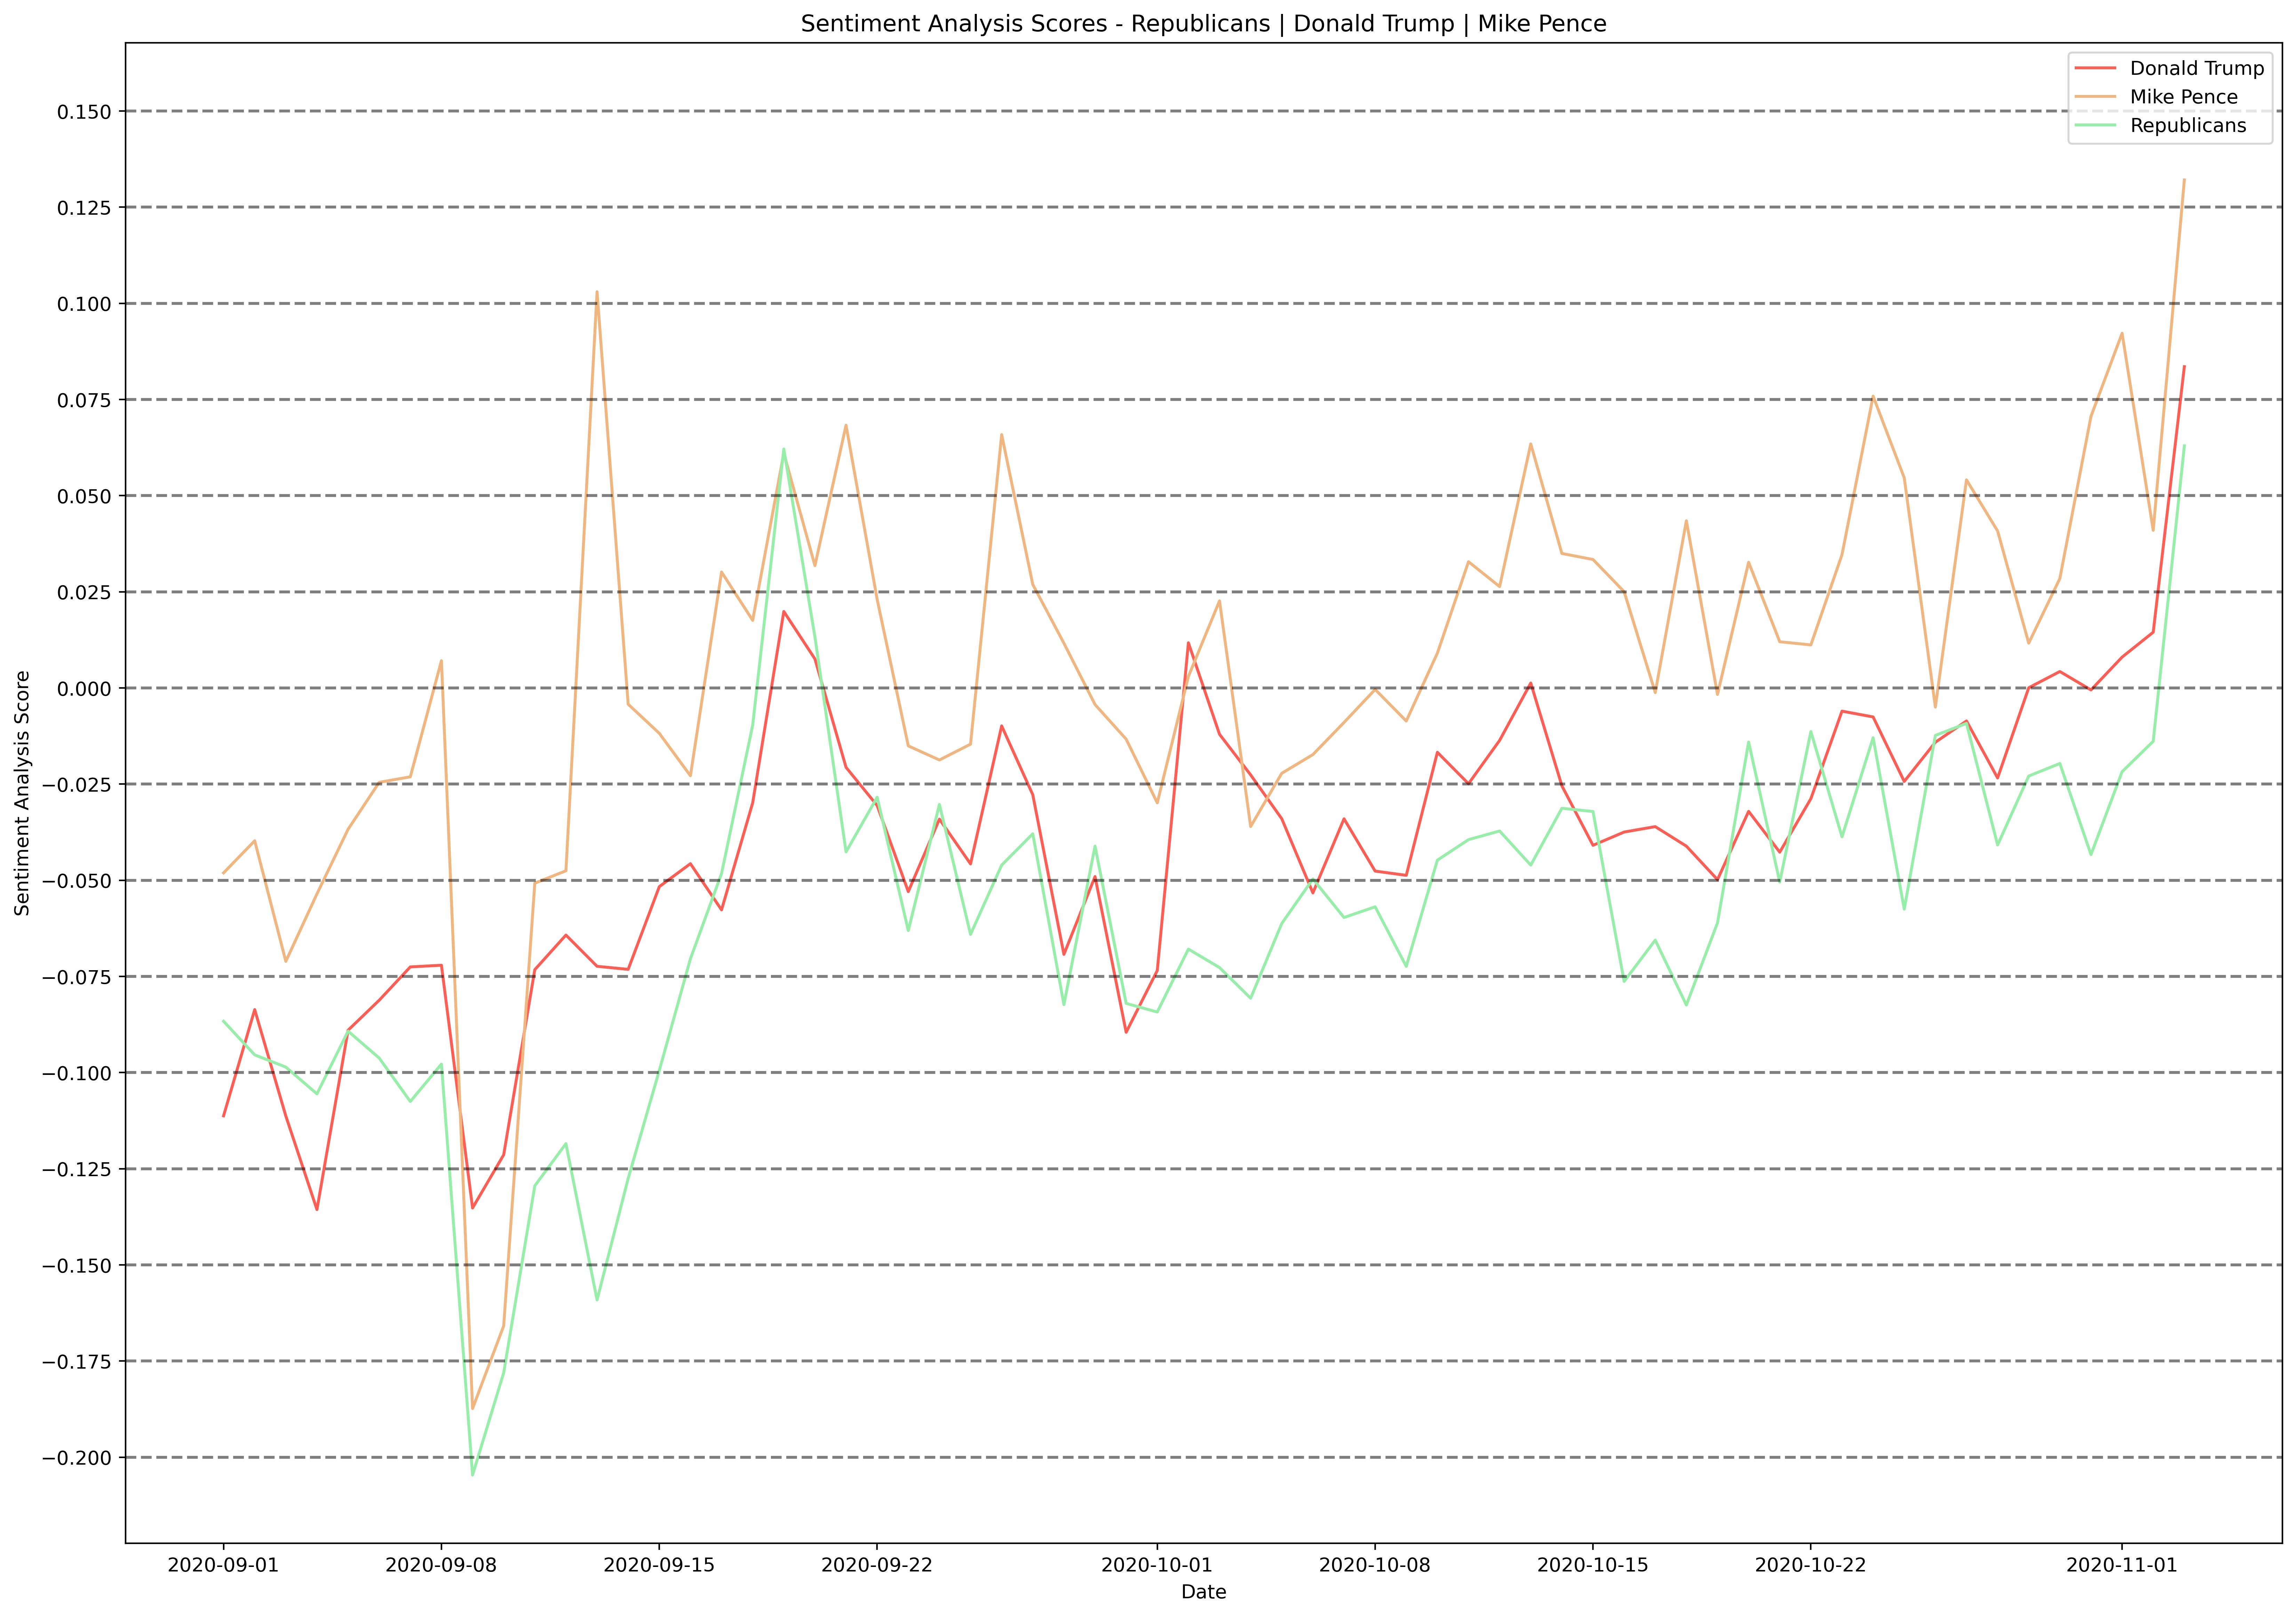 Sentiment Analysis Scores - Republicans | Donald Trump | Mike Pence
Donald Trump
Mike Pence
Republicans
0.150
0.125
0.100
0.075
0.050
0.025
0.000
−0.025
−0.050
−0.075
−0.100
−0.125
−0.150
−0.175
−0.200
Sentiment Analysis Score
2020-09-01 2020-09-08 2020-09-15 2020-09-22 2020-10-01 2020-10-08 2020-10-15 2020-10-22 2020-11-01
Date